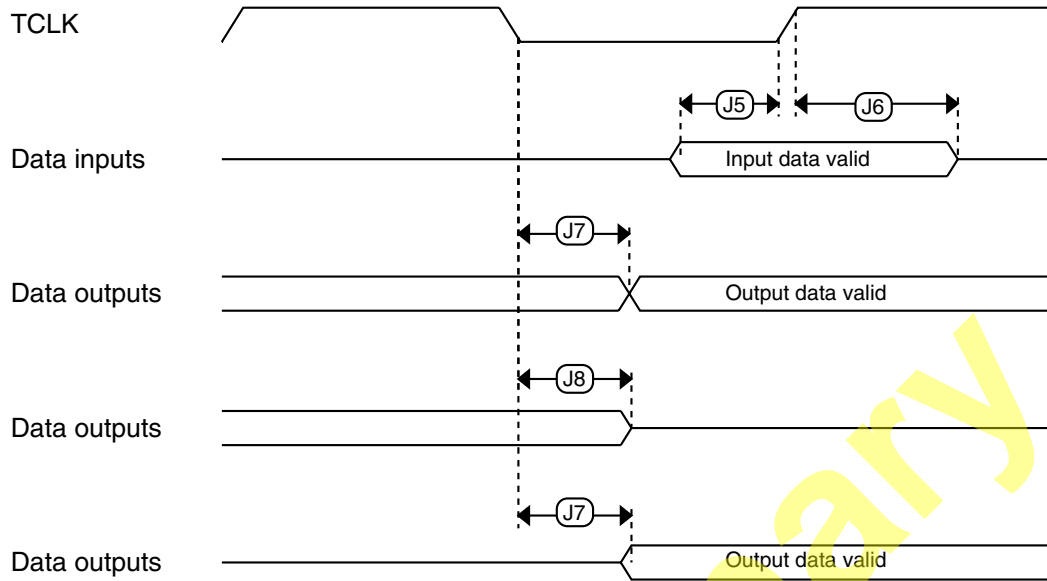 TCLK
J5
J6
Data inputs
Input data valid
J7
Data outputs
Output data valid
J8
Data outputs
J7
Data outputs
Output data valid